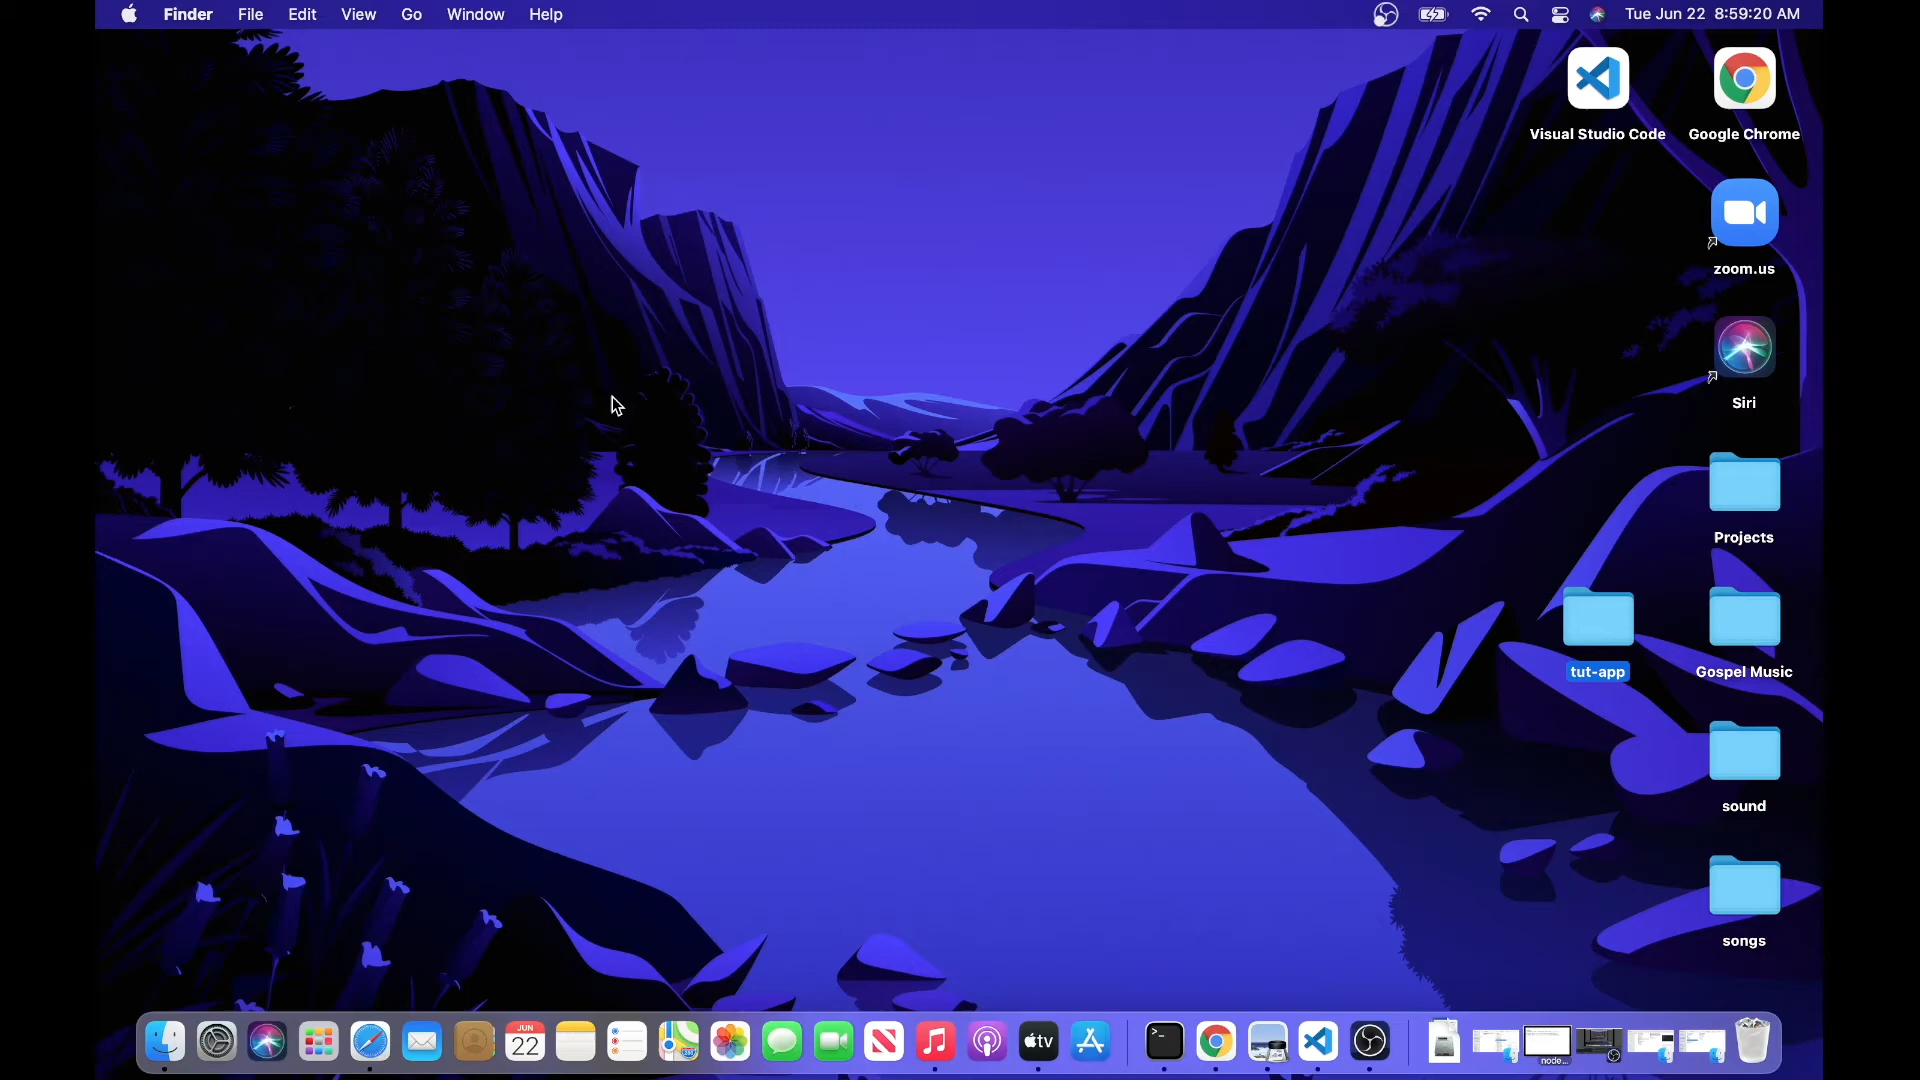 Finder File Edit View Go Window Help Tue Jun 22 8:59:20 AM
Visual Studio Code Google Chrome
zoom.us
Siri
Projects
tut-app Gospel Music
sound
songs
JUN
22
tv
node...